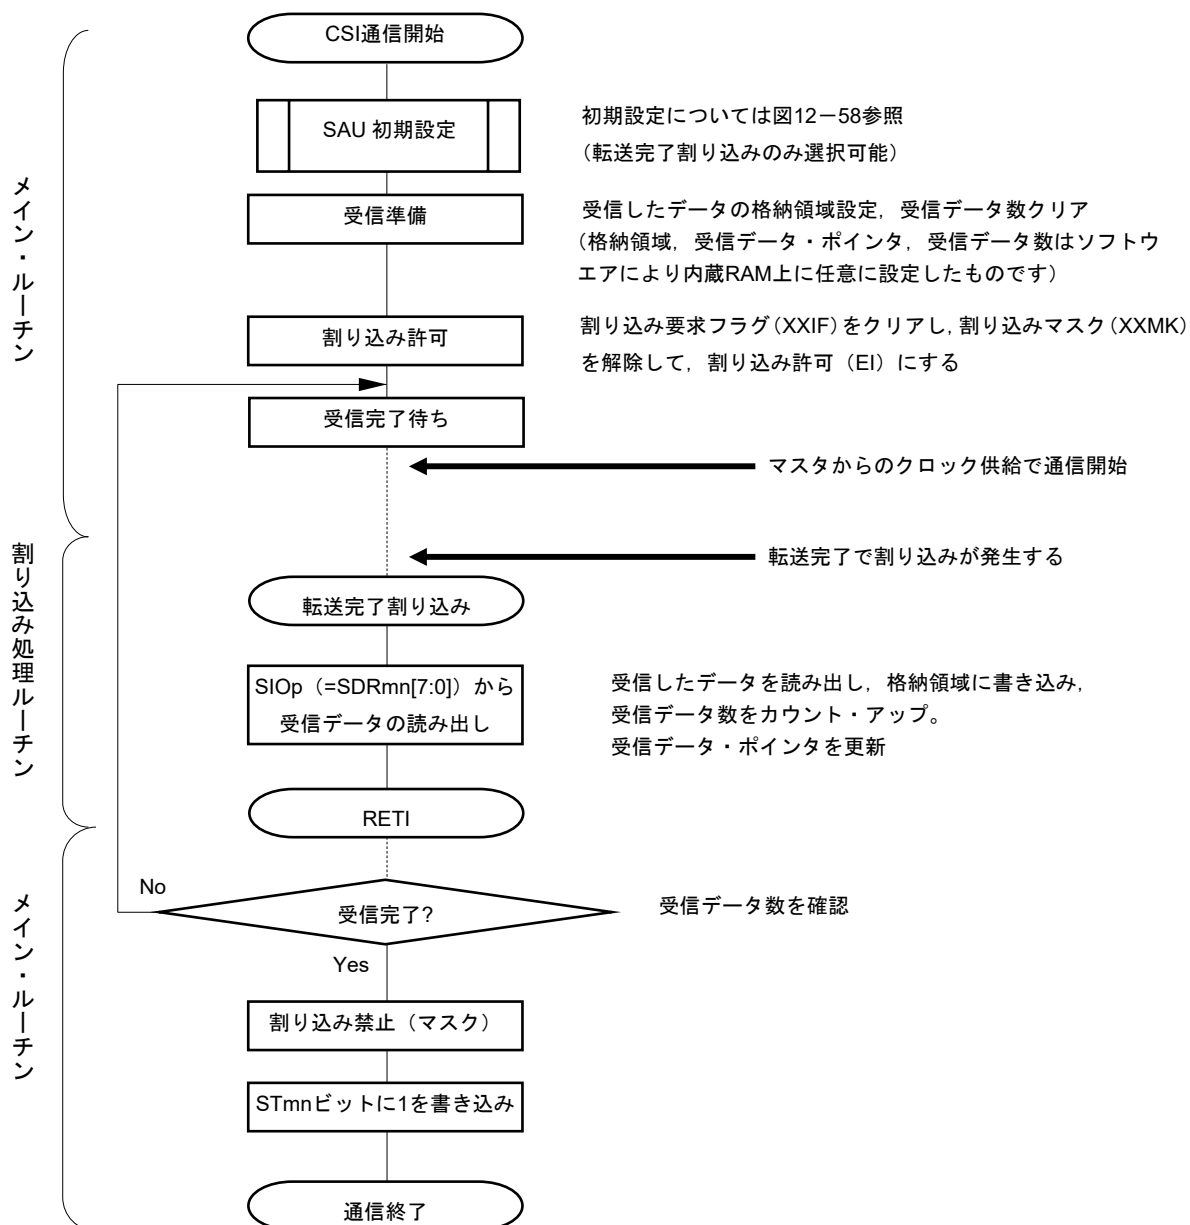 CSI通信開始
SAU 初期設定
初期設定については図12－58参照
（転送完了割り込みのみ選択可能）
メイン・ルーチン
受信準備
受信したデータの格納領域設定，受信データ数クリア
（格納領域，受信データ・ポインタ，受信データ数はソフトウ
エアにより内蔵RAM上に任意に設定したものです）
割り込み許可
割り込み要求フラグ（XXIF）をクリアし，割り込みマスク（XXMK）
を解除して，割り込み許可（EI）にする
受信完了待ち
マスタからのクロック供給で通信開始
割り込み処理ルーチン
転送完了で割り込みが発生する
転送完了割り込み
SIOp（=SDRmn[7:0]）から
受信データの読み出し
受信したデータを読み出し，格納領域に書き込み，
受信データ数をカウント・アップ。
受信データ・ポインタを更新
RETI
メイン・ルーチン
No
受信完了?
受信データ数を確認
Yes
割り込み禁止（マスク）
STmnビットに1を書き込み
通信終了